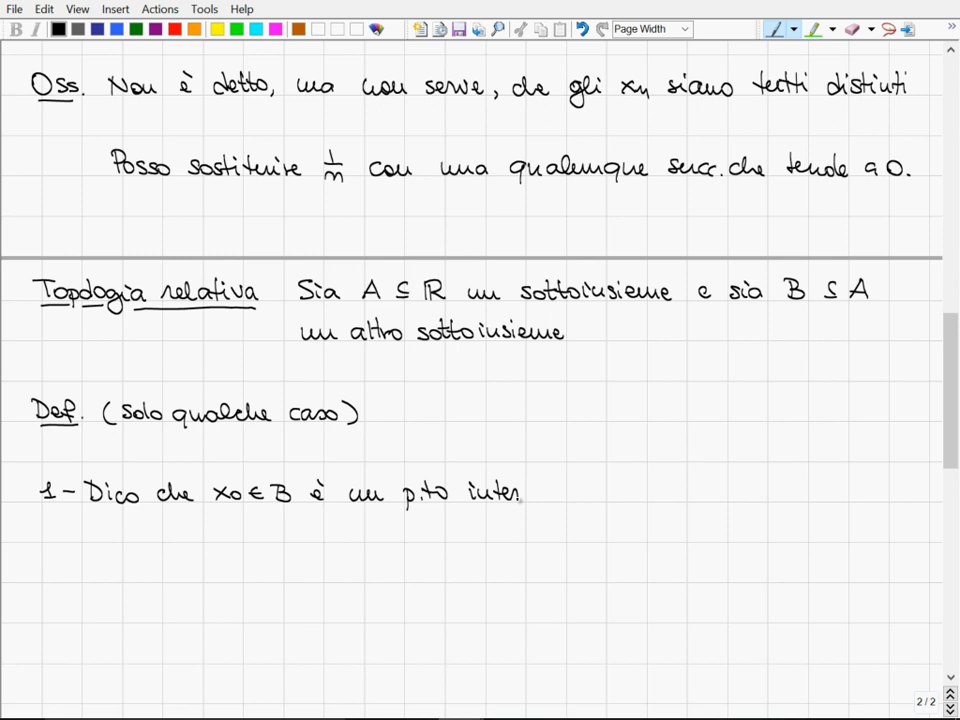 File Edit View Insert Actions Tools Help
B I Page Width
Oss. Non è detto, ma non serve, che gli xn siano tutti distinti
Posso sostituire 1/n con una qualunque succ. che tende a 0.
Topologia relativa Sia A ⊆ ℝ un sottoinsieme e sia B ⊆ A
un altro sottoinsieme
Def. (Solo qualche caso)
1 - Dico che x0 ∈ B è un p.to inter
2 / 2